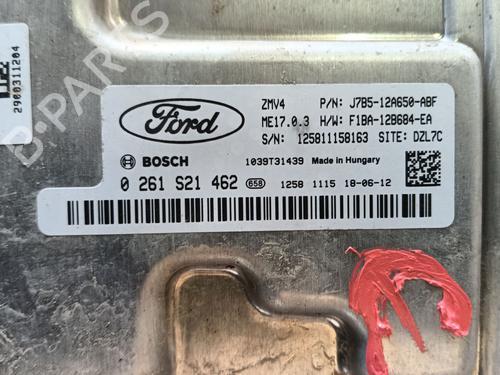 2900311204
Ford
ZMV4 P/N: J7B5-12A650-ABF
ME17.0.3 H/W: F1BA-12B684-EA
S/N: 125811158163 SITE: DZL7C
BOSCH 1039T31439 Made in Hungary
0 261 S21 462 658 1258 1115 18-06-12
B-Parts